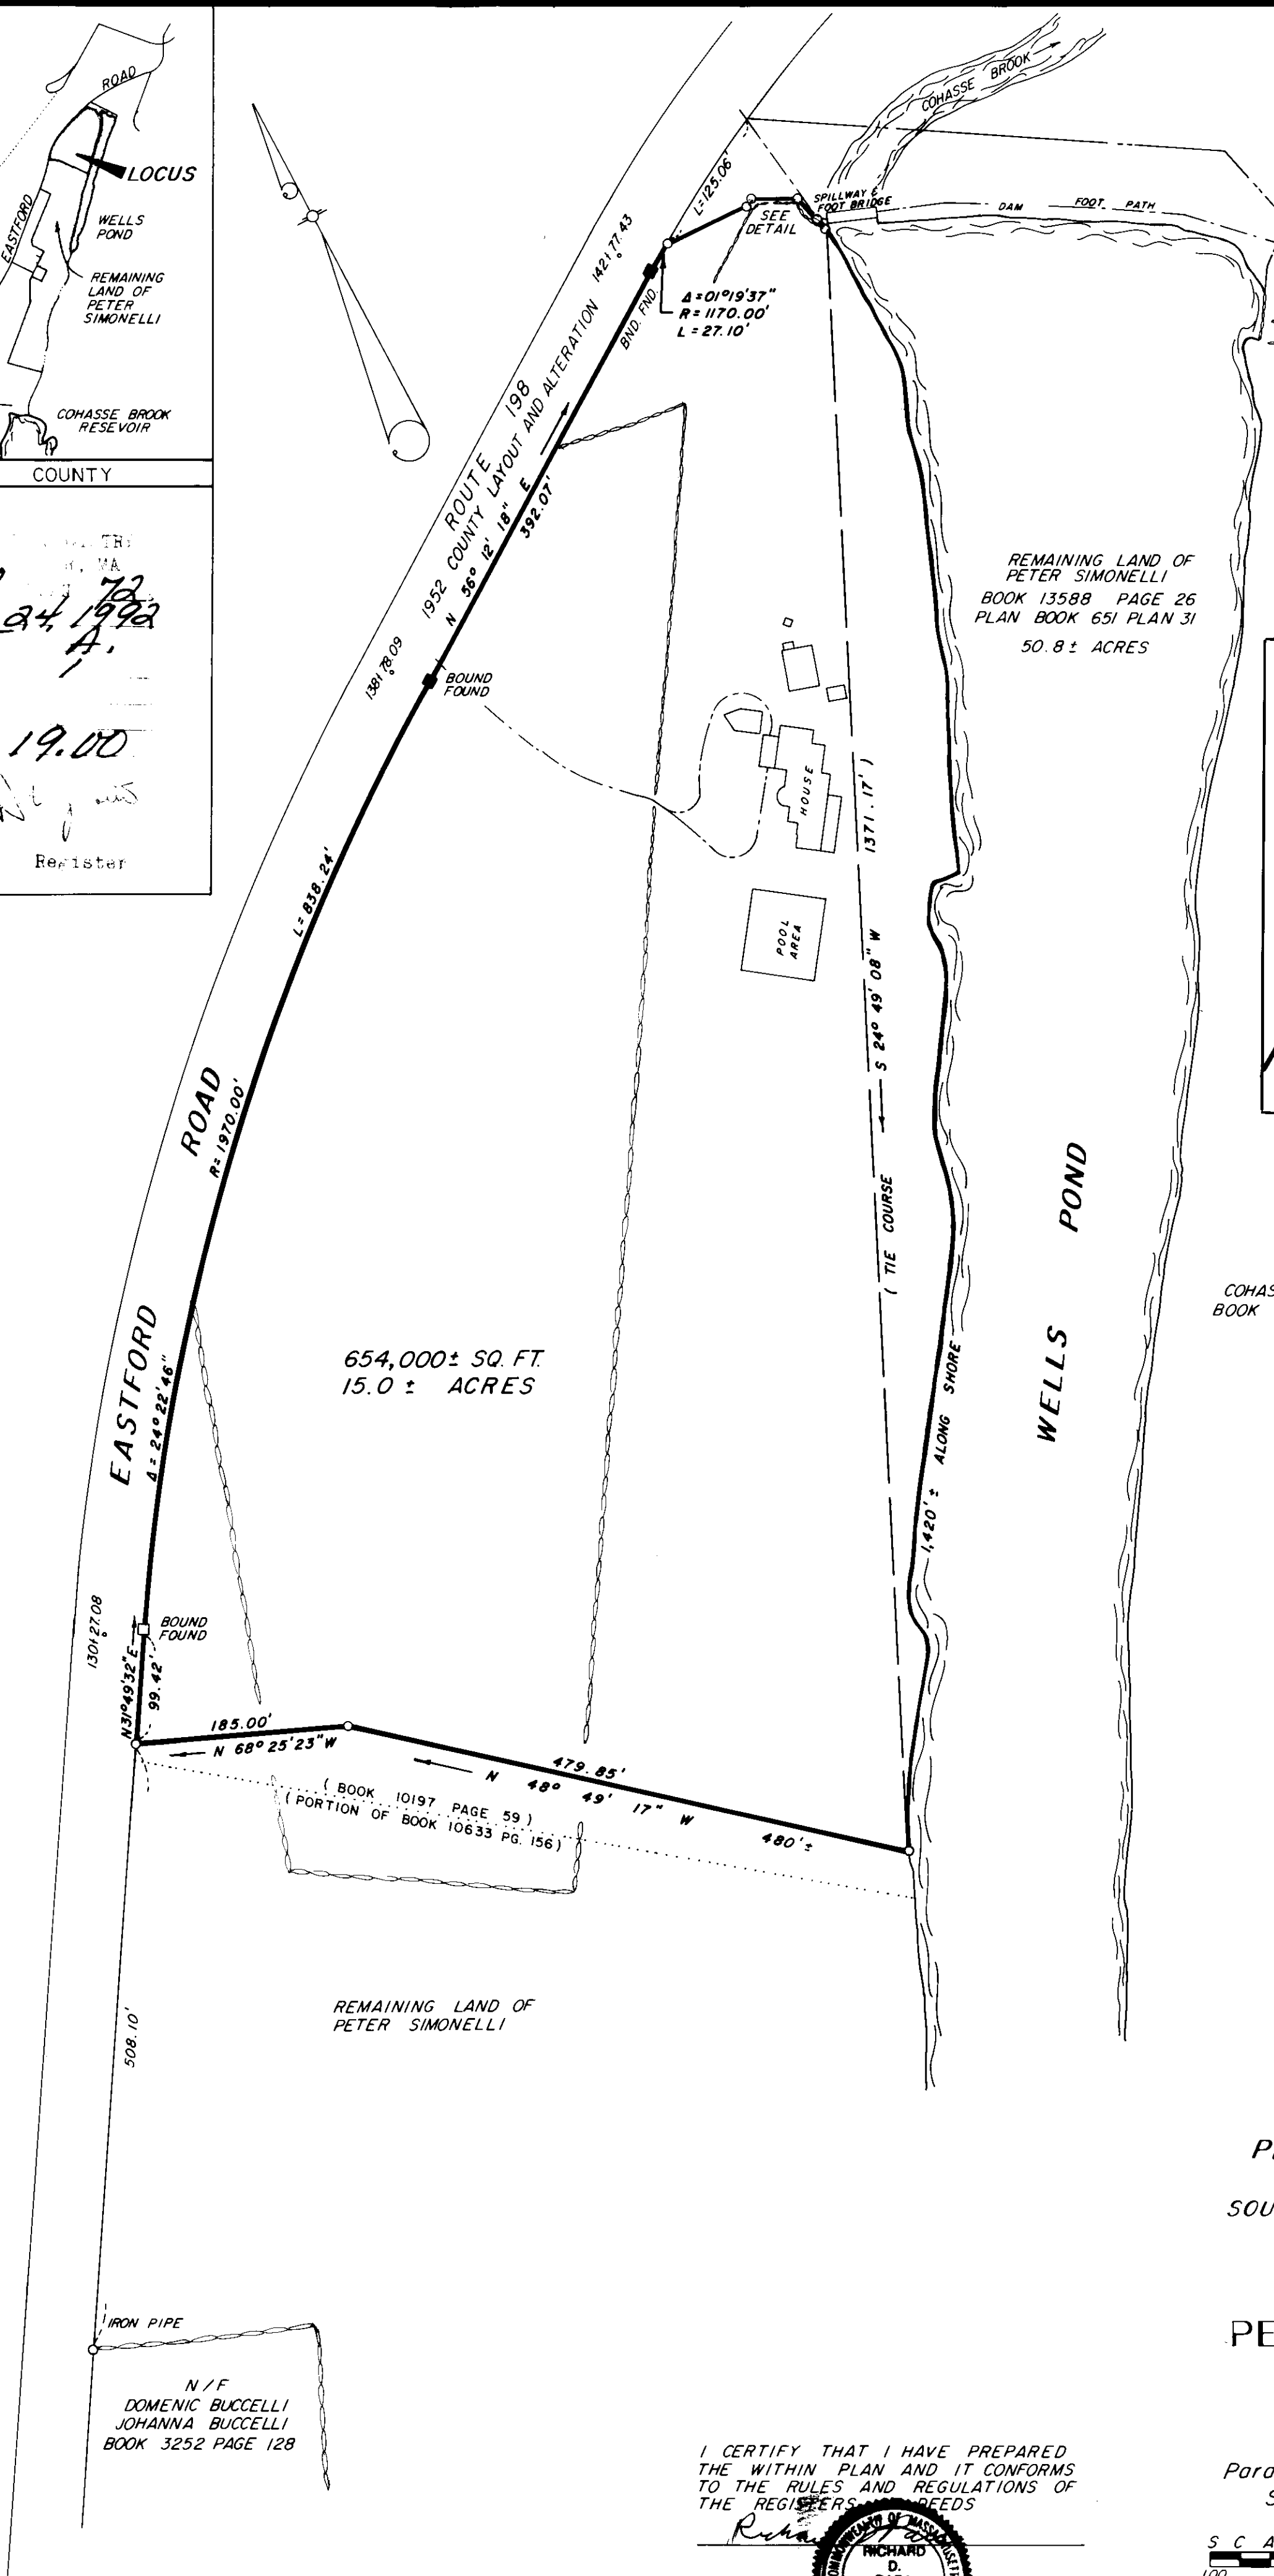 ROAD
LOCUS
EASTFORD
WELLS
POND
REMAINING
LAND OF
PETER
SIMONELLI
COHASSE BROOK
RESEVOIR
COUNTY
72
24, 1992
A.
19.00
Register
COHASSE BROOK
L=125.06'
SEE
DETAIL
SPILLWAY &
FOOT BRIDGE
DAM FOOT PATH
142+77.43
BND. FND.
Δ=01°19'37"
R=1170.00'
L=27.10'
ROUTE 198
1952 COUNTY LAYOUT AND ALTERATION
N 56° 12' 18" E
392.07'
138+78.09
BOUND
FOUND
REMAINING LAND OF
PETER SIMONELLI
BOOK 13588 PAGE 26
PLAN BOOK 651 PLAN 31
50.8± ACRES
HOUSE
POOL
AREA
L=838.24'
R=1970.00'
Δ=24°22'46"
EASTFORD ROAD
( TIE COURSE S 24° 49' 08" W 1371.17' )
WELLS POND
1,420'± ALONG SHORE
654,000± SQ. FT.
15.0 ± ACRES
BOOK
130+27.08
BOUND
FOUND
N31°49'32"E
99.42'
185.00'
N 68°25'23"W
479.85'
N 48° 49' 17" W
480'±
( BOOK 10197 PAGE 59 )
( PORTION OF BOOK 10633 PG. 156 )
REMAINING LAND OF
PETER SIMONELLI
508.10'
IRON PIPE
N/F
DOMENIC BUCCELLI
JOHANNA BUCCELLI
BOOK 3252 PAGE 128
I CERTIFY THAT I HAVE PREPARED
THE WITHIN PLAN AND IT CONFORMS
TO THE RULES AND REGULATIONS OF
THE REGISTERS DEEDS
COMMONWEALTH OF MASSACHUSETTS
RICHARD
D.
SOU
PE
Para
S C A
100